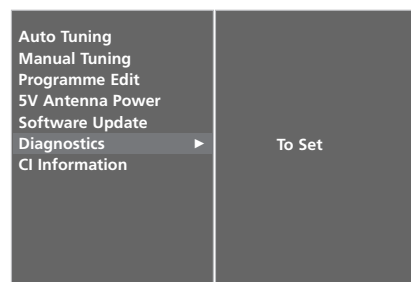 Auto Tuning
Manual Tuning
Programme Edit
5V Antenna Power
Software Update
Diagnostics ►
To Set
CI Information